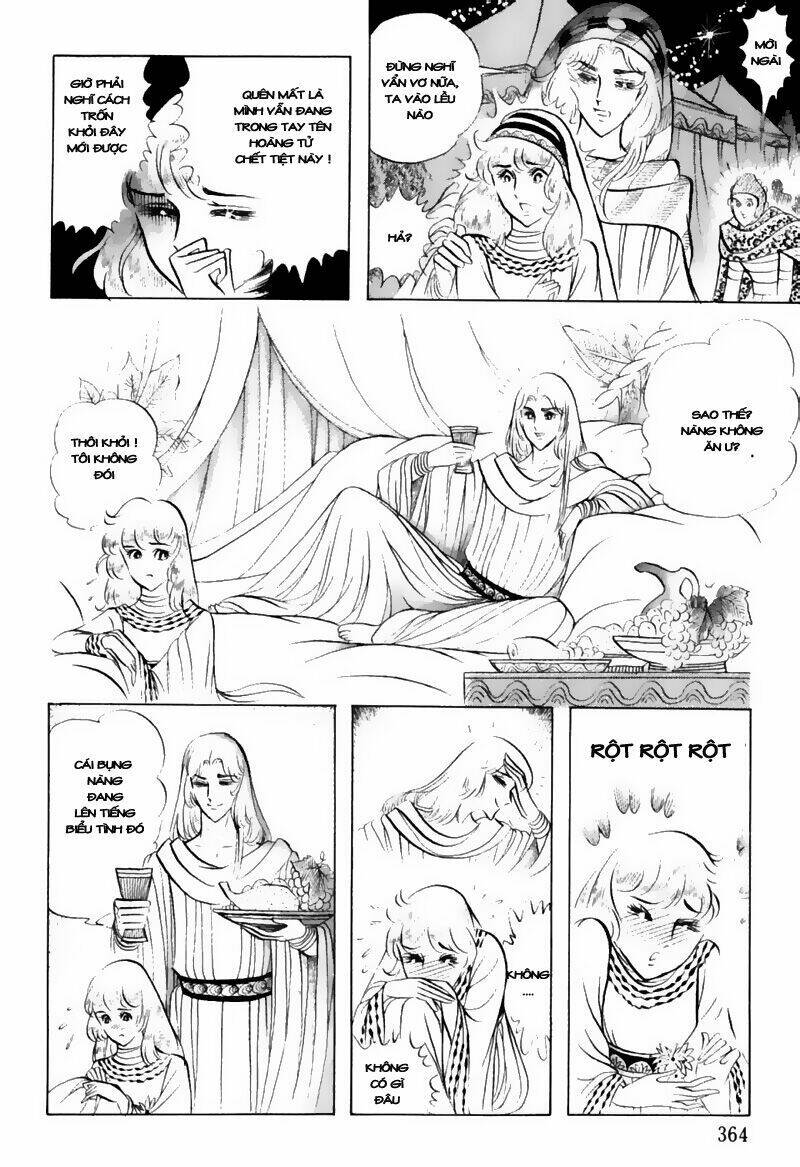 MỜI
NGÀI
ĐỪNG NGHĨ
VẨN VƠ NỮA,
TA VÀO LỀU
NÀO
HẢ?
QUÊN MẤT LÀ
MÌNH VẪN ĐANG
TRONG TAY TÊN
HOÀNG TỬ
CHẾT TIỆT NÀY !
GIỜ PHẢI
NGHĨ CÁCH
TRỐN
KHỎI ĐÂY
MỚI ĐƯỢC
SAO THẾ?
NÀNG KHÔNG
ĂN Ư?
THÔI KHỎI !
TÔI KHÔNG
ĐÓI
RỘT RỘT RỘT
KHÔNG
....
KHÔNG
CÓ GÌ
ĐÂU
CÁI BỤNG
NÀNG
ĐANG
LÊN TIẾNG
BIỂU TÌNH ĐÓ
364